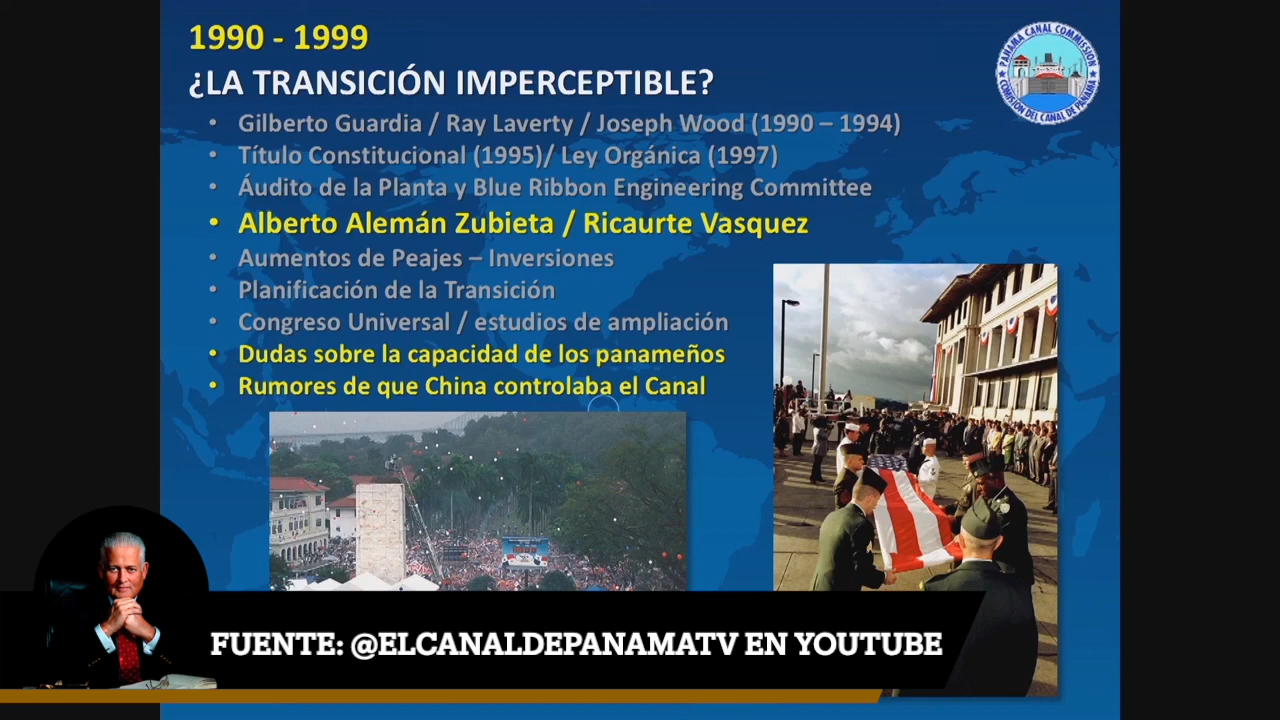 1990 - 1999
¿LA TRANSICIÓN IMPERCEPTIBLE?
PANAMA CANAL COMMISSION
COMISIÓN DEL CANAL DE PANAMA
• Gilberto Guardia / Ray Laverty / Joseph Wood (1990 – 1994)
• Título Constitucional (1995)/ Ley Orgánica (1997)
• Áudito de la Planta y Blue Ribbon Engineering Committee
• Alberto Alemán Zubieta / Ricaurte Vasquez
• Aumentos de Peajes – Inversiones
• Planificación de la Transición
• Congreso Universal / estudios de ampliación
• Dudas sobre la capacidad de los panameños
• Rumores de que China controlaba el Canal
FUENTE: @ELCANALDEPANAMATV EN YOUTUBE